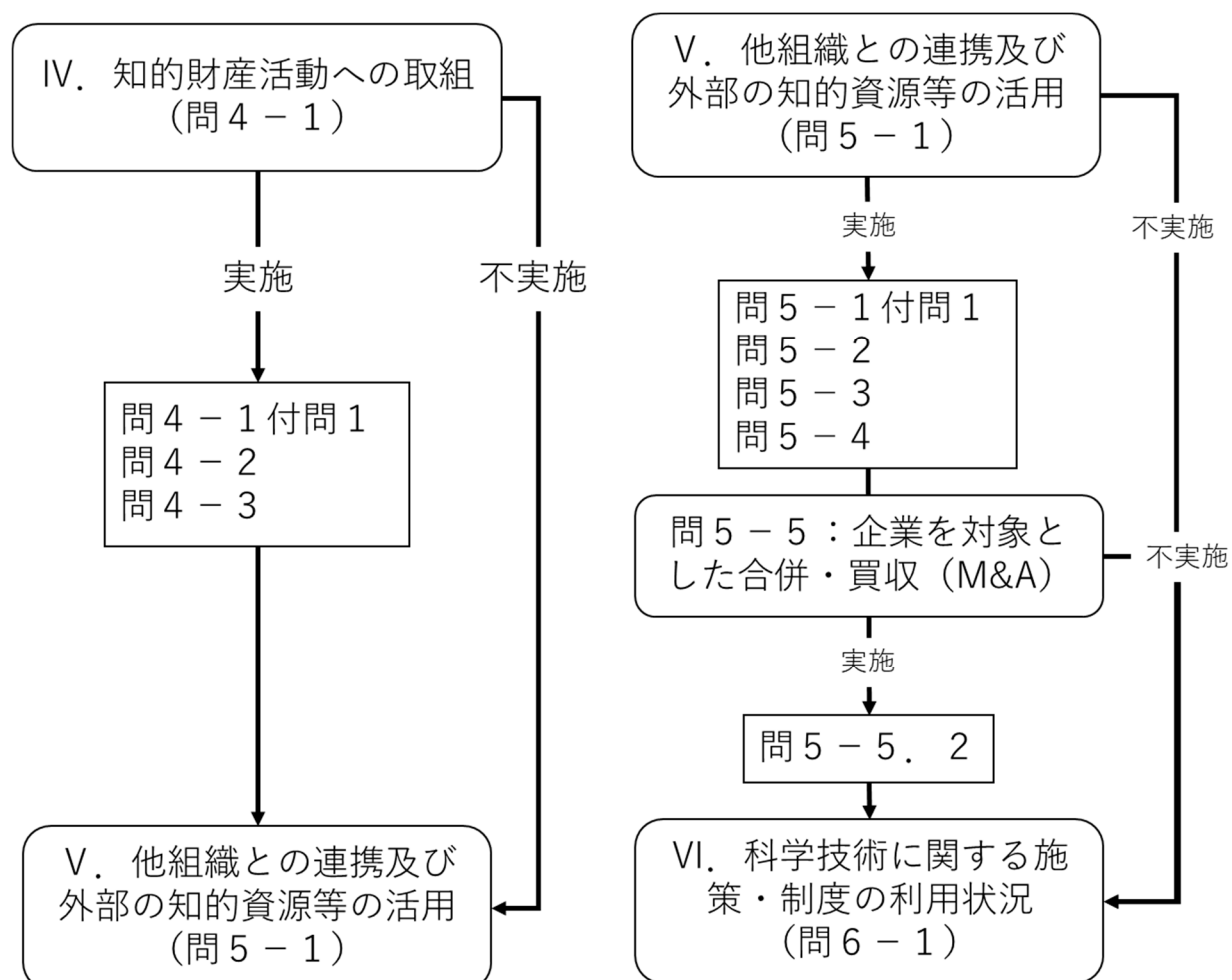 Ⅳ．知的財産活動への取組
（問４－１）
実施
不実施
問４－１付問１
問４－２
問４－３
Ⅴ．他組織との連携及び
外部の知的資源等の活用
（問５－１）
Ⅴ．他組織との連携及び
外部の知的資源等の活用
（問５－１）
実施
不実施
問５－１付問１
問５－２
問５－３
問５－４
問５－５：企業を対象と
した合併・買収（M&A）
不実施
実施
問５－５．２
Ⅵ．科学技術に関する施
策・制度の利用状況
（問６－１）